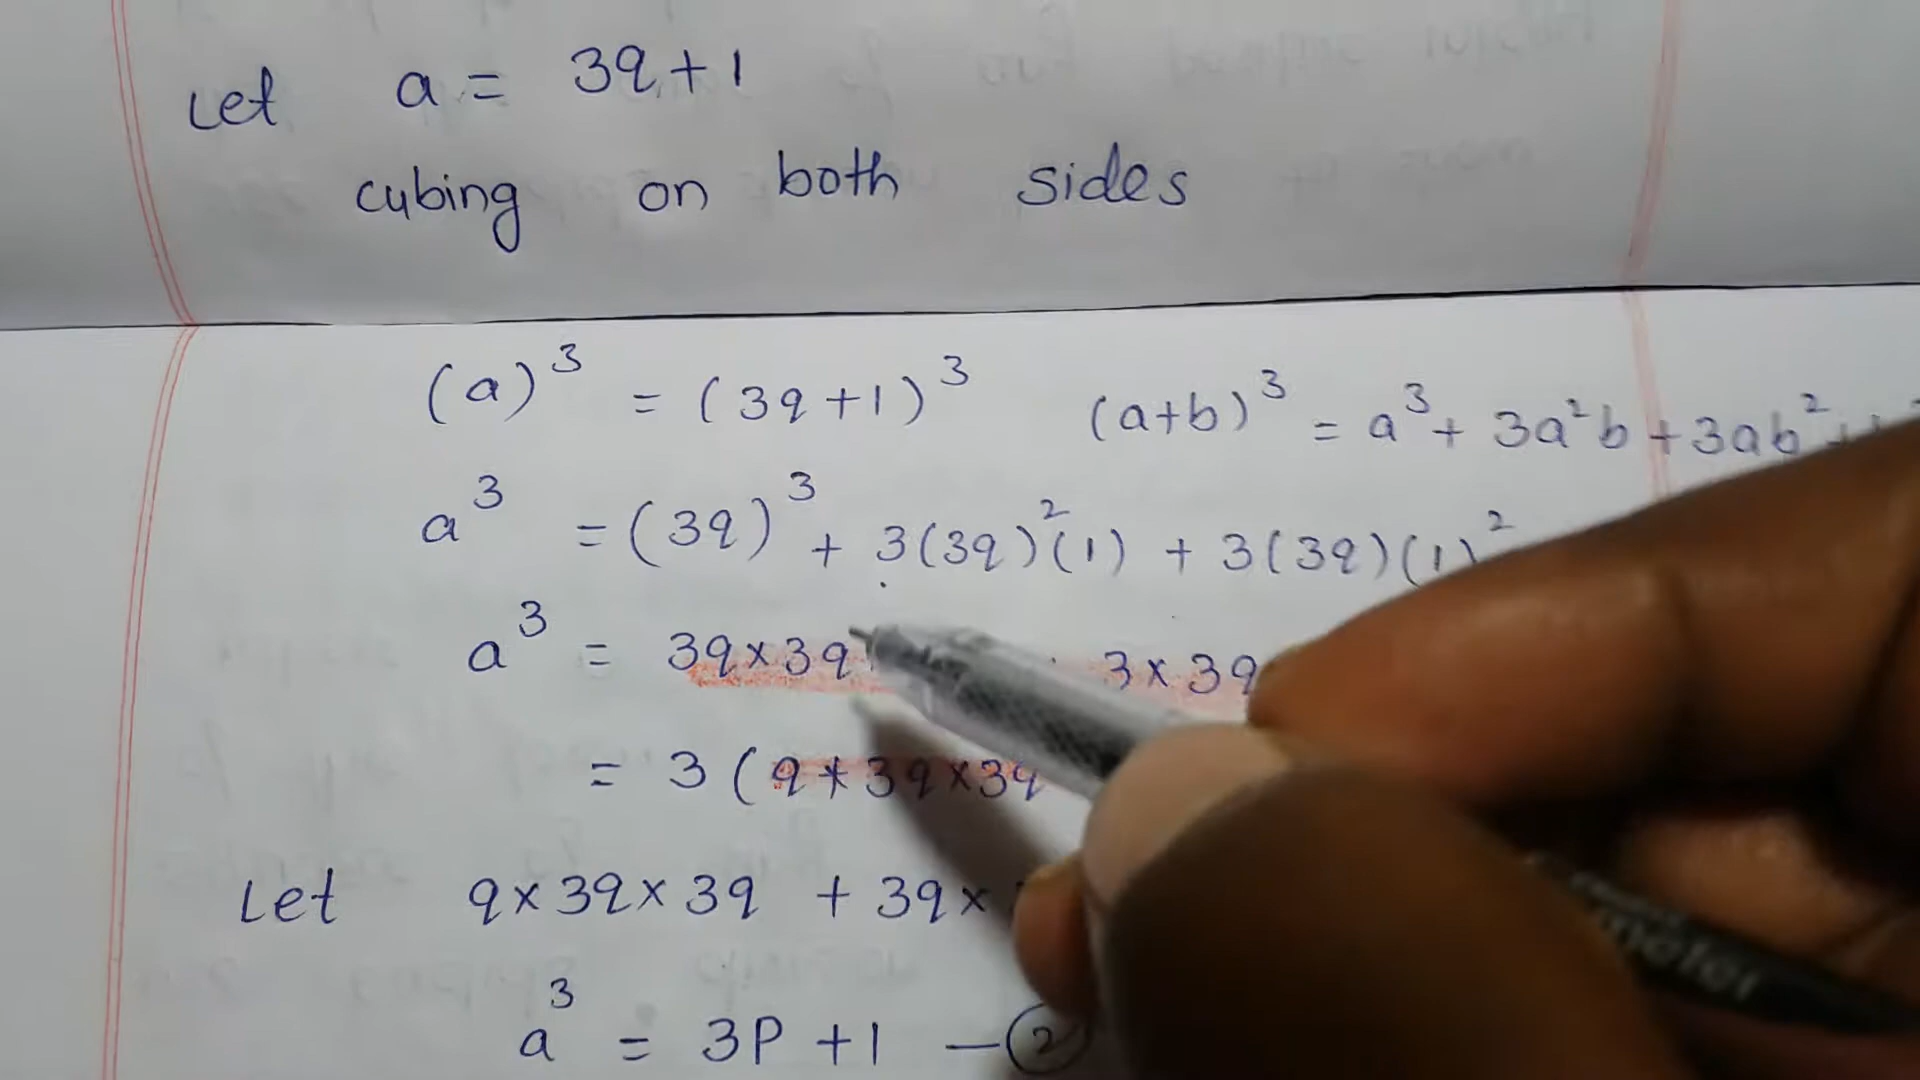 Let a = 3q+1
cubing on both sides
(a)³ = (3q+1)³ (a+b)³ = a³ + 3a²b + 3ab² +
a³ = (3q)³ + 3(3q)²(1) + 3(3q)(1)²
a³ = 3q×3q 3×3q
= 3(q×3q×3q
Let q×3q×3q + 3q×
a³ = 3P+1 — ②